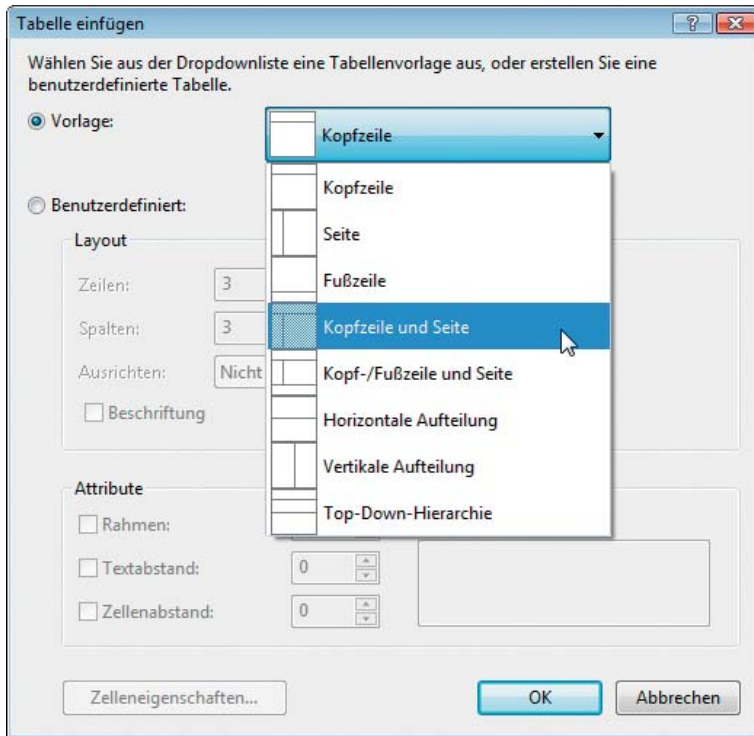 Tabelle einfügen
Wählen Sie aus der Dropdownliste eine Tabellenvorlage aus, oder erstellen Sie eine
benutzerdefinierte Tabelle.
Vorlage:
Kopfzeile
Kopfzeile
Seite
Fußzeile
Kopfzeile und Seite
Kopf-/Fußzeile und Seite
Horizontale Aufteilung
Vertikale Aufteilung
Top-Down-Hierarchie
Benutzerdefiniert:
Layout
Zeilen: 3
Spalten: 3
Ausrichten: Nicht
Beschriftung
Attribute
Rahmen:
Textabstand: 0
Zellenabstand: 0
Zelleneigenschaften...
OK
Abbrechen